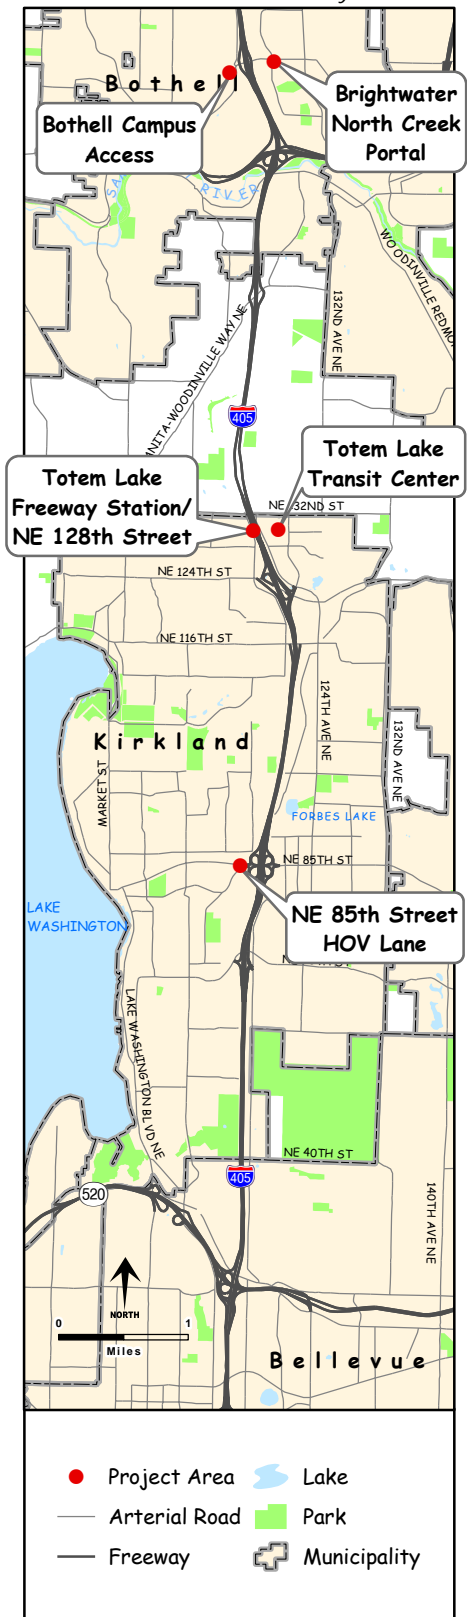 Bothell
Brightwater
North Creek
Portal
Bothell Campus
Access
RIVER
WOODINVILLE REDMO
132ND AVE NE
NITA-WOODINVILLE WAY NE
405
Totem Lake
Transit Center
Totem Lake
Freeway Station/
NE 128th Street
NE 32ND ST
NE 124TH ST
NE 116TH ST
124TH AVE NE
132ND AVE NE
Kirkland
MARKET ST
FORBES LAKE
NE 85TH ST
LAKE
WASHINGTON
NE 85th Street
HOV Lane
LAKE WASHINGTON BLVD NE
NE 40TH ST
405
520
140TH AVE NE
NORTH
0 1
Miles
Bellevue
Project Area
Lake
Arterial Road
Park
Freeway
Municipality